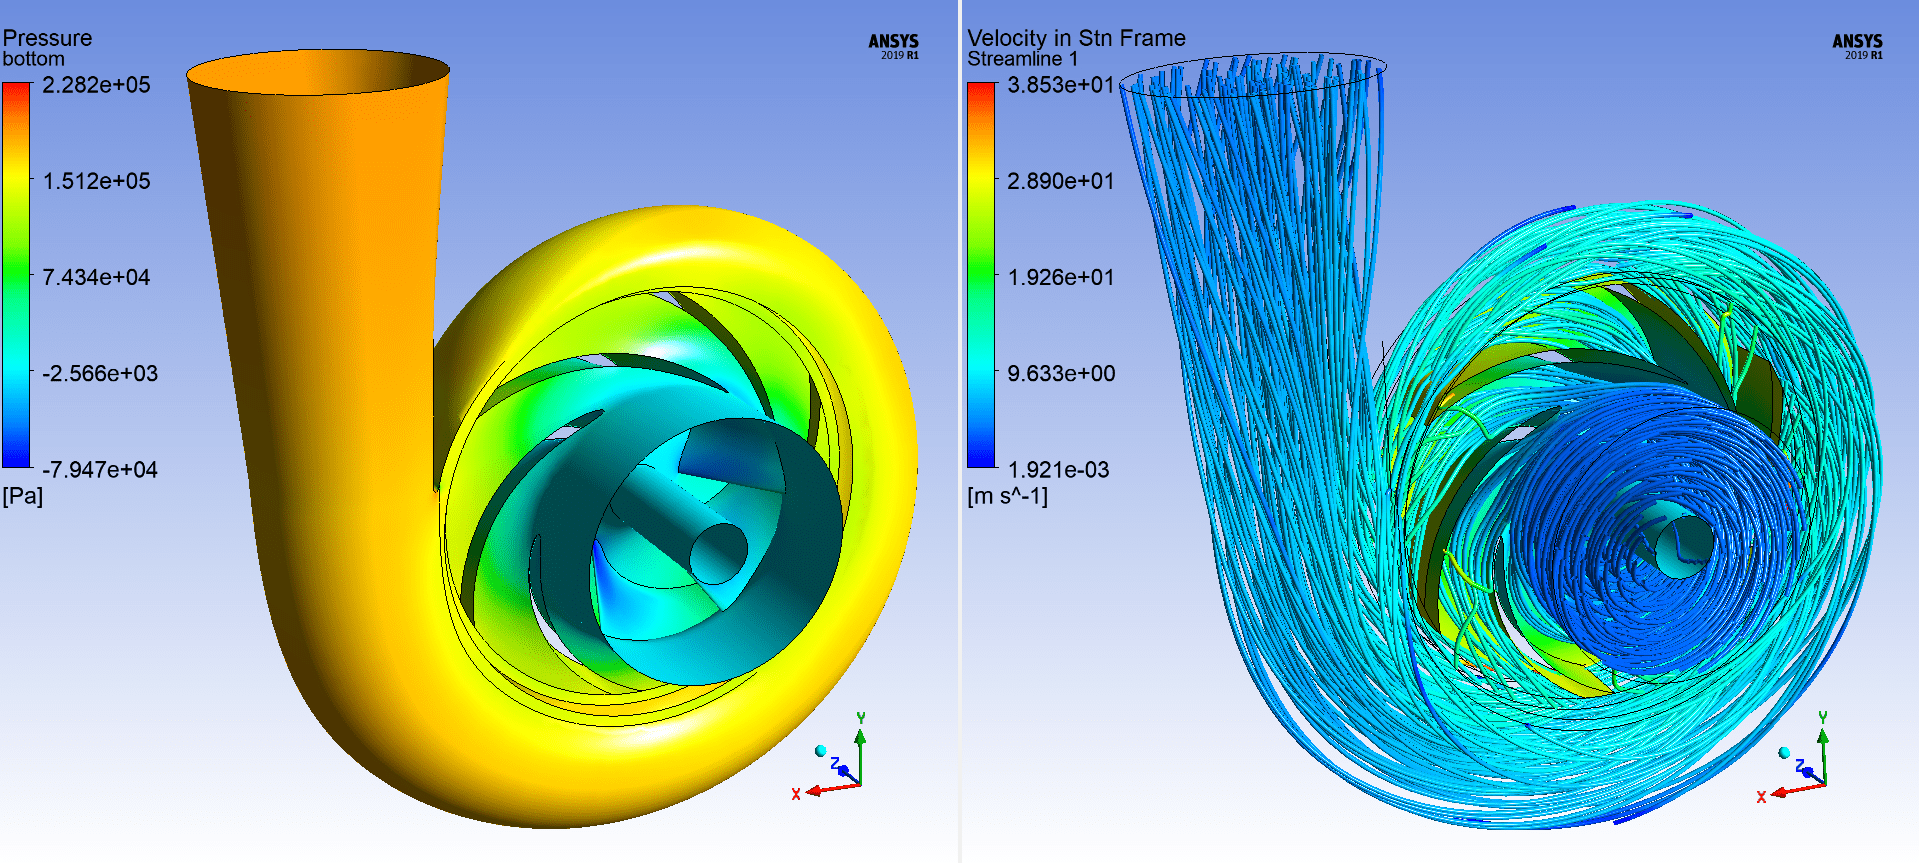 Pressure
bottom
2.282e+05
1.512e+05
7.434e+04
-2.566e+03
-7.947e+04
[Pa]
ANSYS
2019 R1
Y
Z
X
Velocity in Stn Frame
Streamline 1
3.853e+01
2.890e+01
1.926e+01
9.633e+00
1.921e-03
[m s^-1]
ANSYS
2019 R1
Y
Z
X